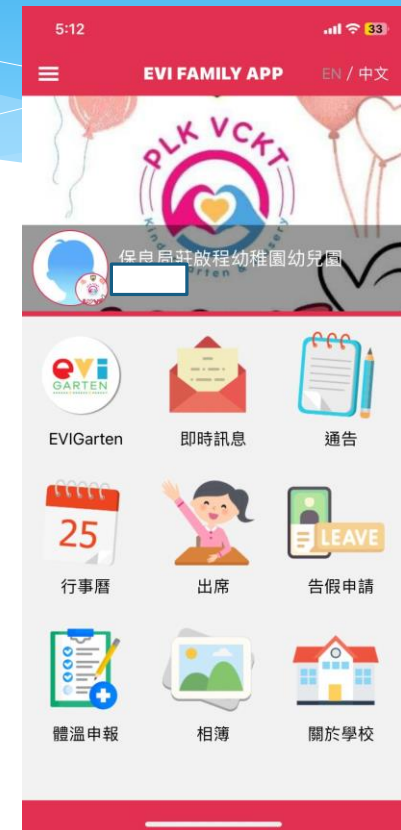 5:12
33
EVI FAMILY APP
EN / 中文
PLK VCKT
Kindergarten & Nursery
保良局莊啟程幼稚園幼兒園
evi
GARTEN
EVIGarten
即時訊息
通告
25
LEAVE
行事曆
出席
告假申請
體溫申報
相簿
關於學校